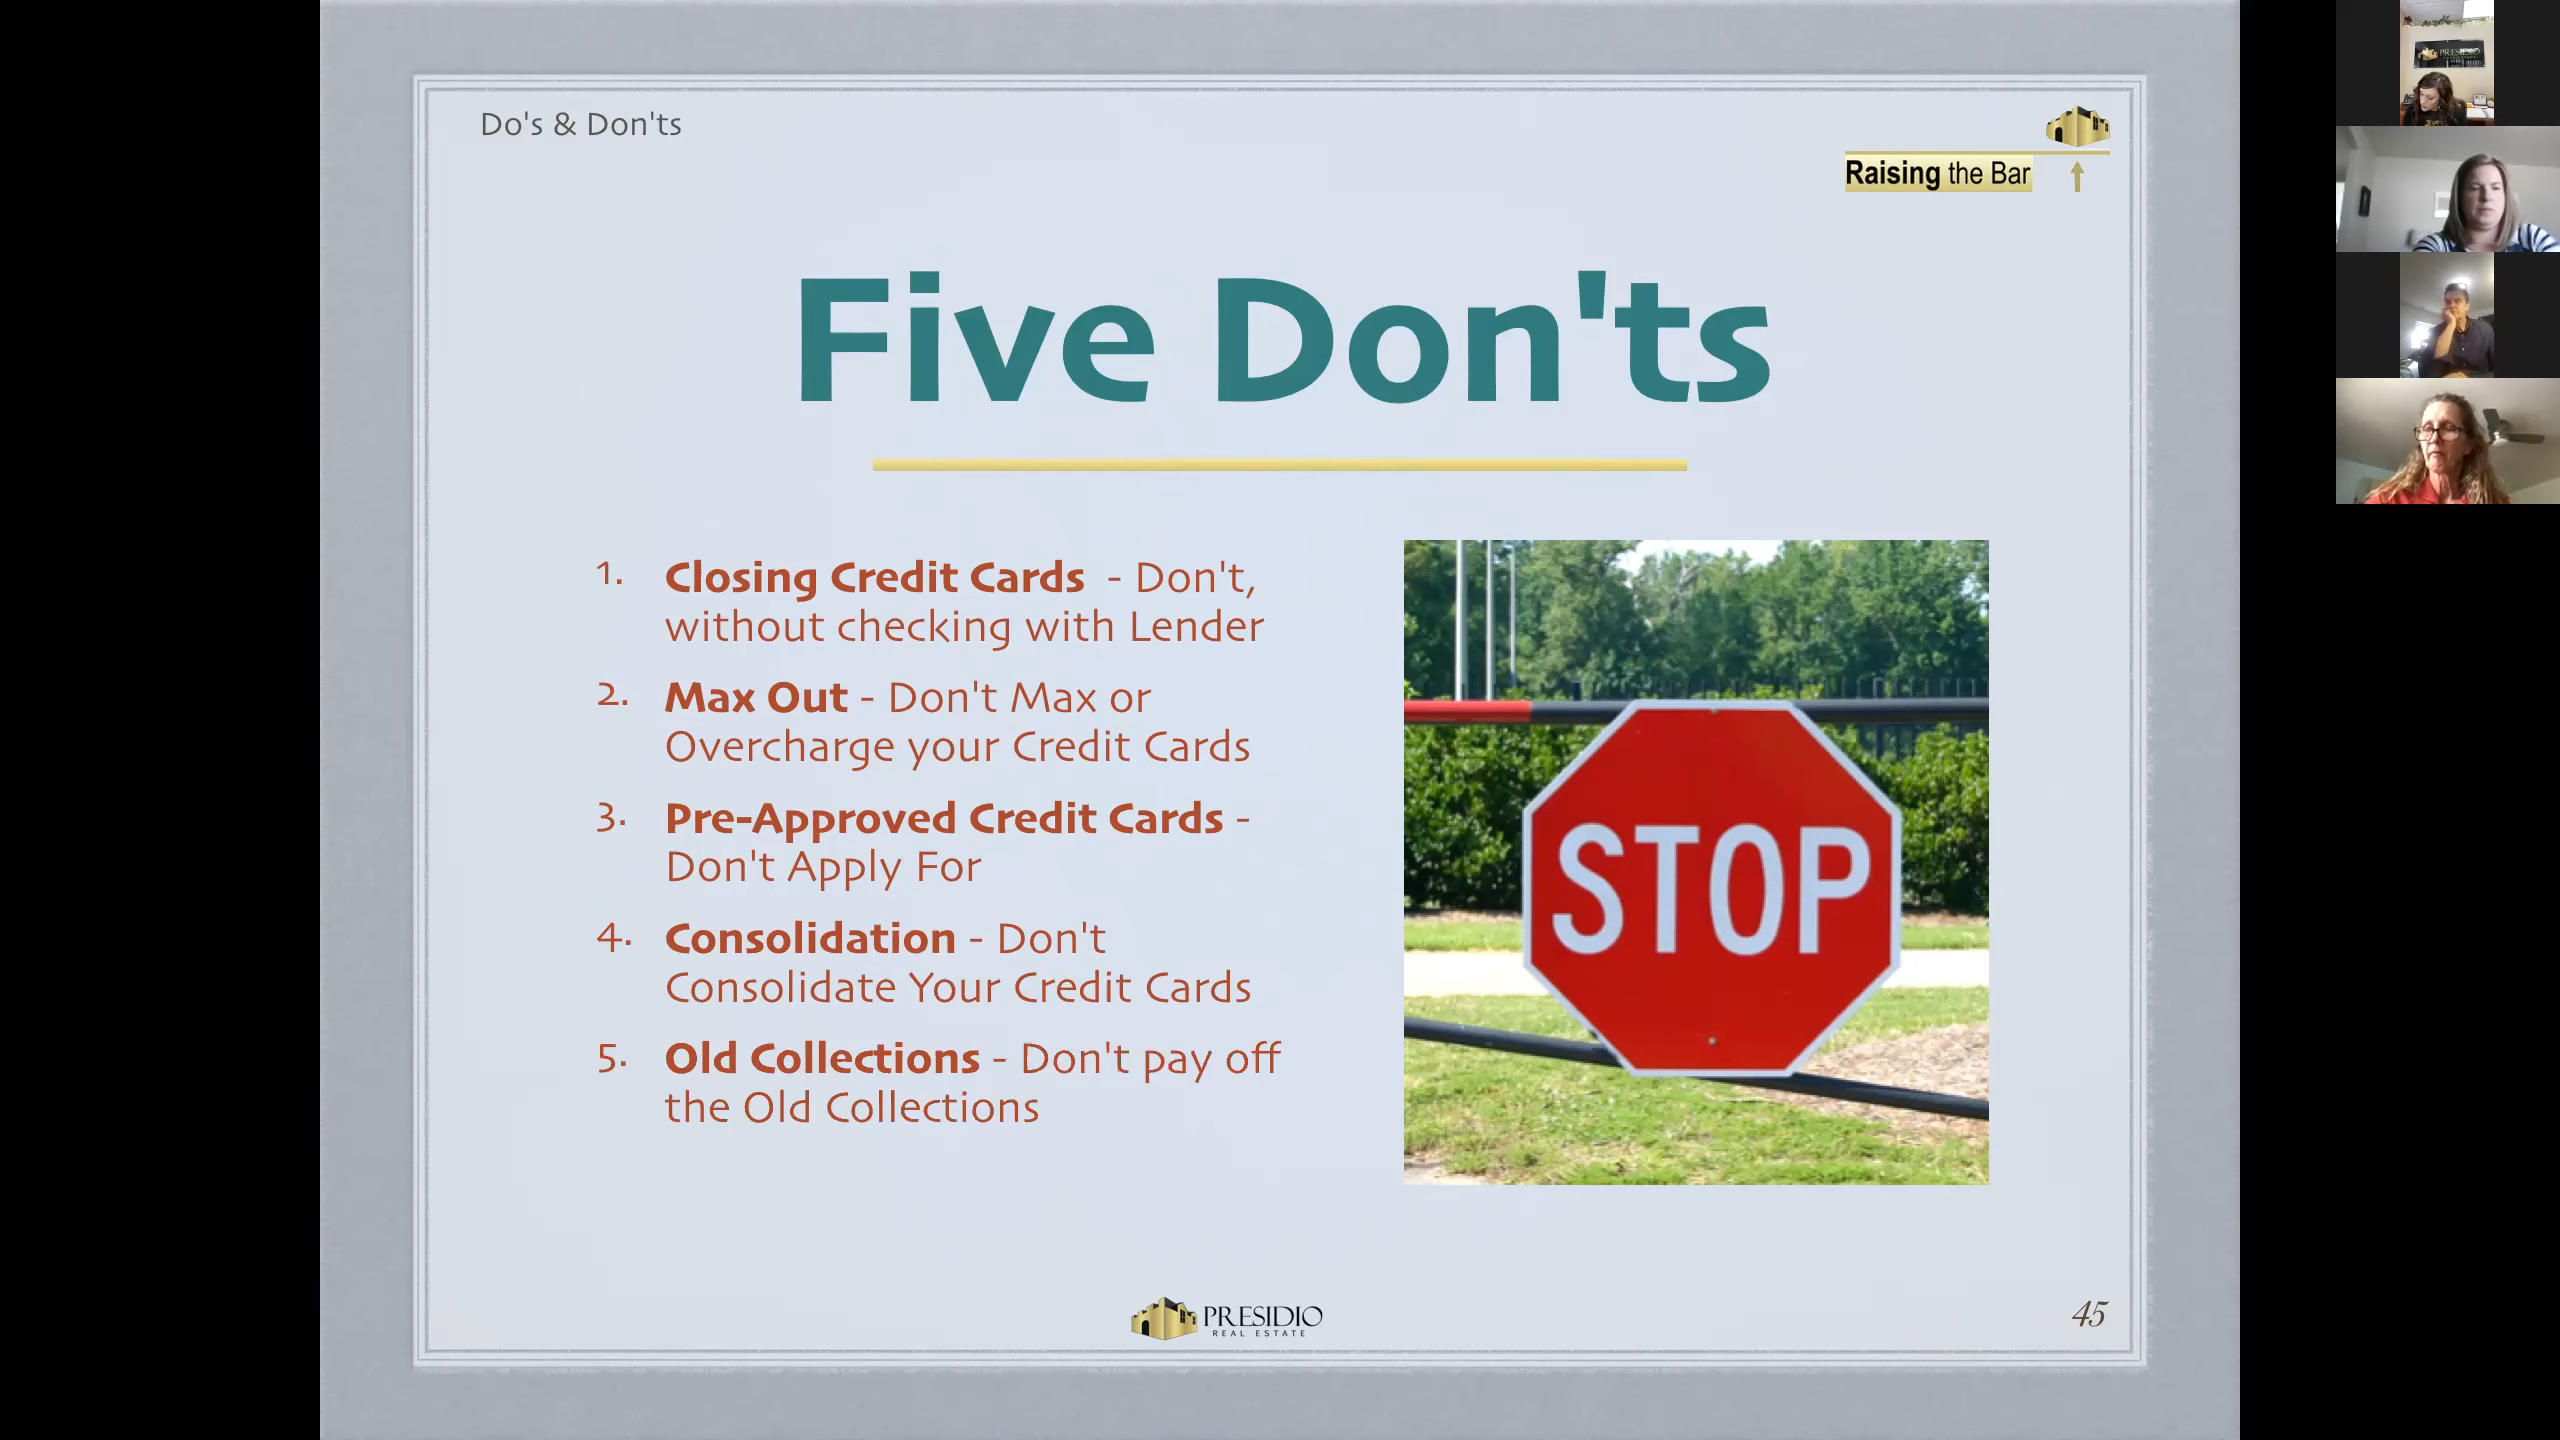 Do's & Don'ts
Raising the Bar
Five Don'ts
1. Closing Credit Cards - Don't,
without checking with Lender
2. Max Out - Don't Max or
Overcharge your Credit Cards
3. Pre-Approved Credit Cards -
Don't Apply For
4. Consolidation - Don't
Consolidate Your Credit Cards
5. Old Collections - Don't pay off
the Old Collections
STOP
PRESIDIO
REAL ESTATE
45
PRESIDIO